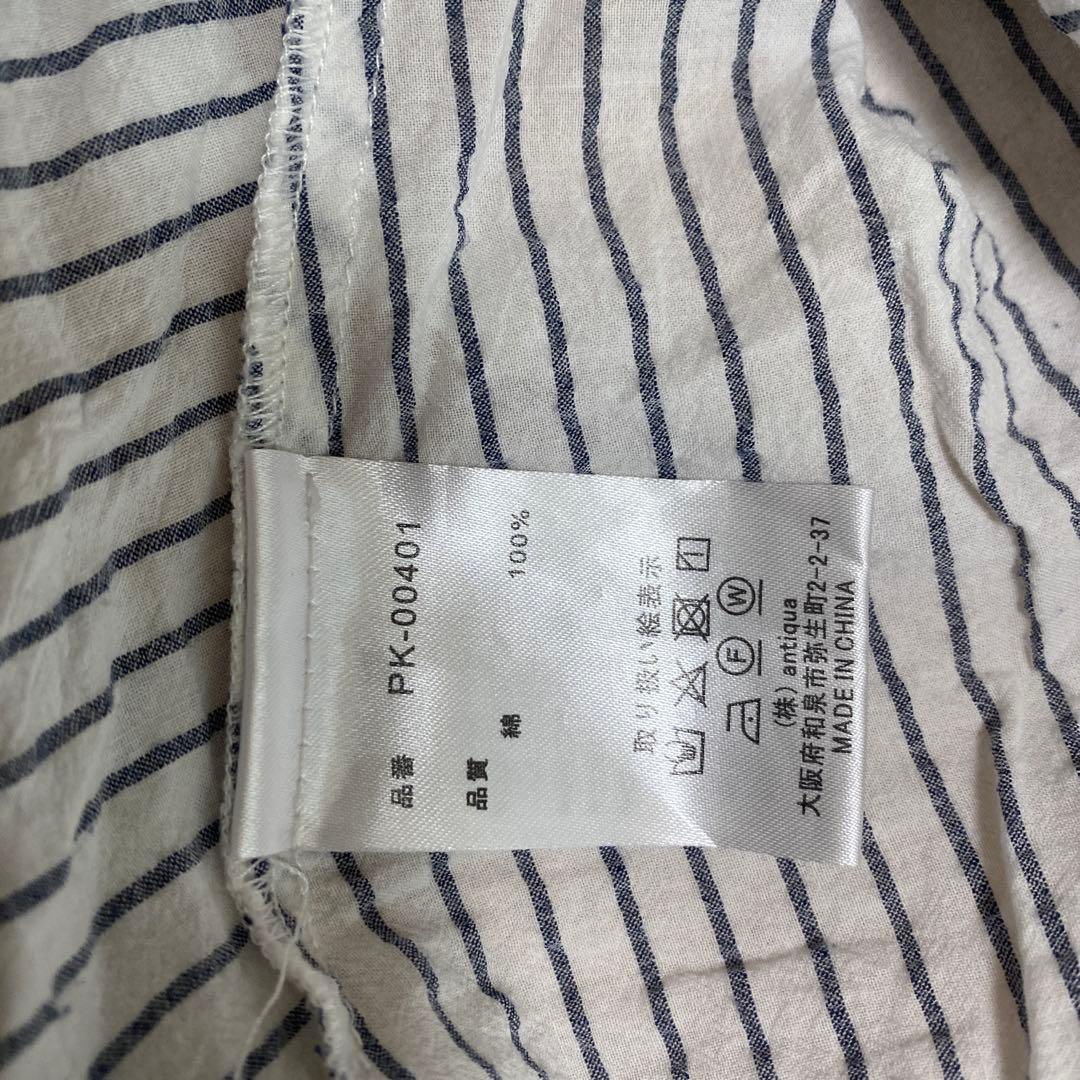 品番 PK-00401
品質
綿 100%
取り扱い絵表示
F W
(株) antiqua
大阪府和泉市弥生町2-2-37
MADE IN CHINA